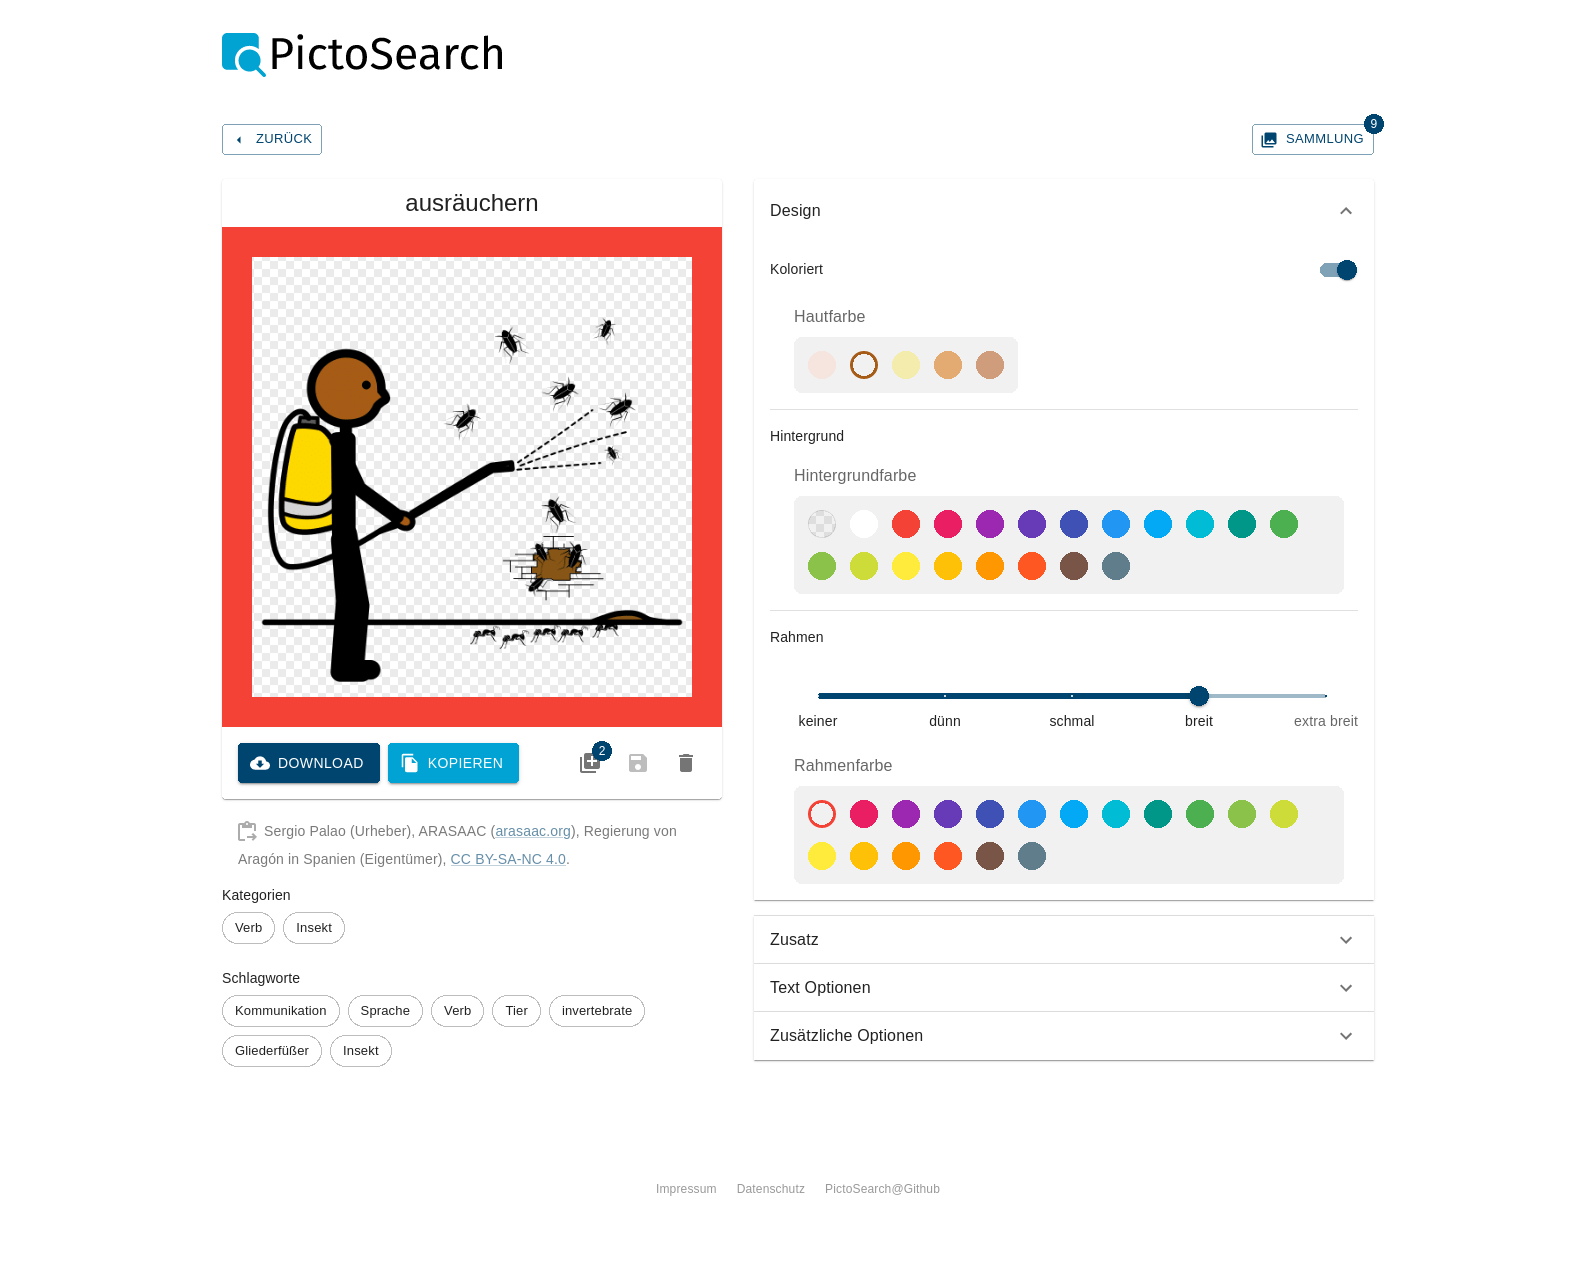 PictoSearch
ZURÜCK
9
SAMMLUNG
ausräuchern
DOWNLOAD
KOPIEREN
2
Sergio Palao (Urheber), ARASAAC (arasaac.org), Regierung von
Aragón in Spanien (Eigentümer), CC BY-SA-NC 4.0.
Kategorien
Verb
Insekt
Schlagworte
Kommunikation
Sprache
Verb
Tier
invertebrate
Gliederfüßer
Insekt
Design
Koloriert
Hautfarbe
Hintergrund
Hintergrundfarbe
Rahmen
keiner
dünn
schmal
breit
extra breit
Rahmenfarbe
Zusatz
Text Optionen
Zusätzliche Optionen
Impressum
Datenschutz
PictoSearch@Github